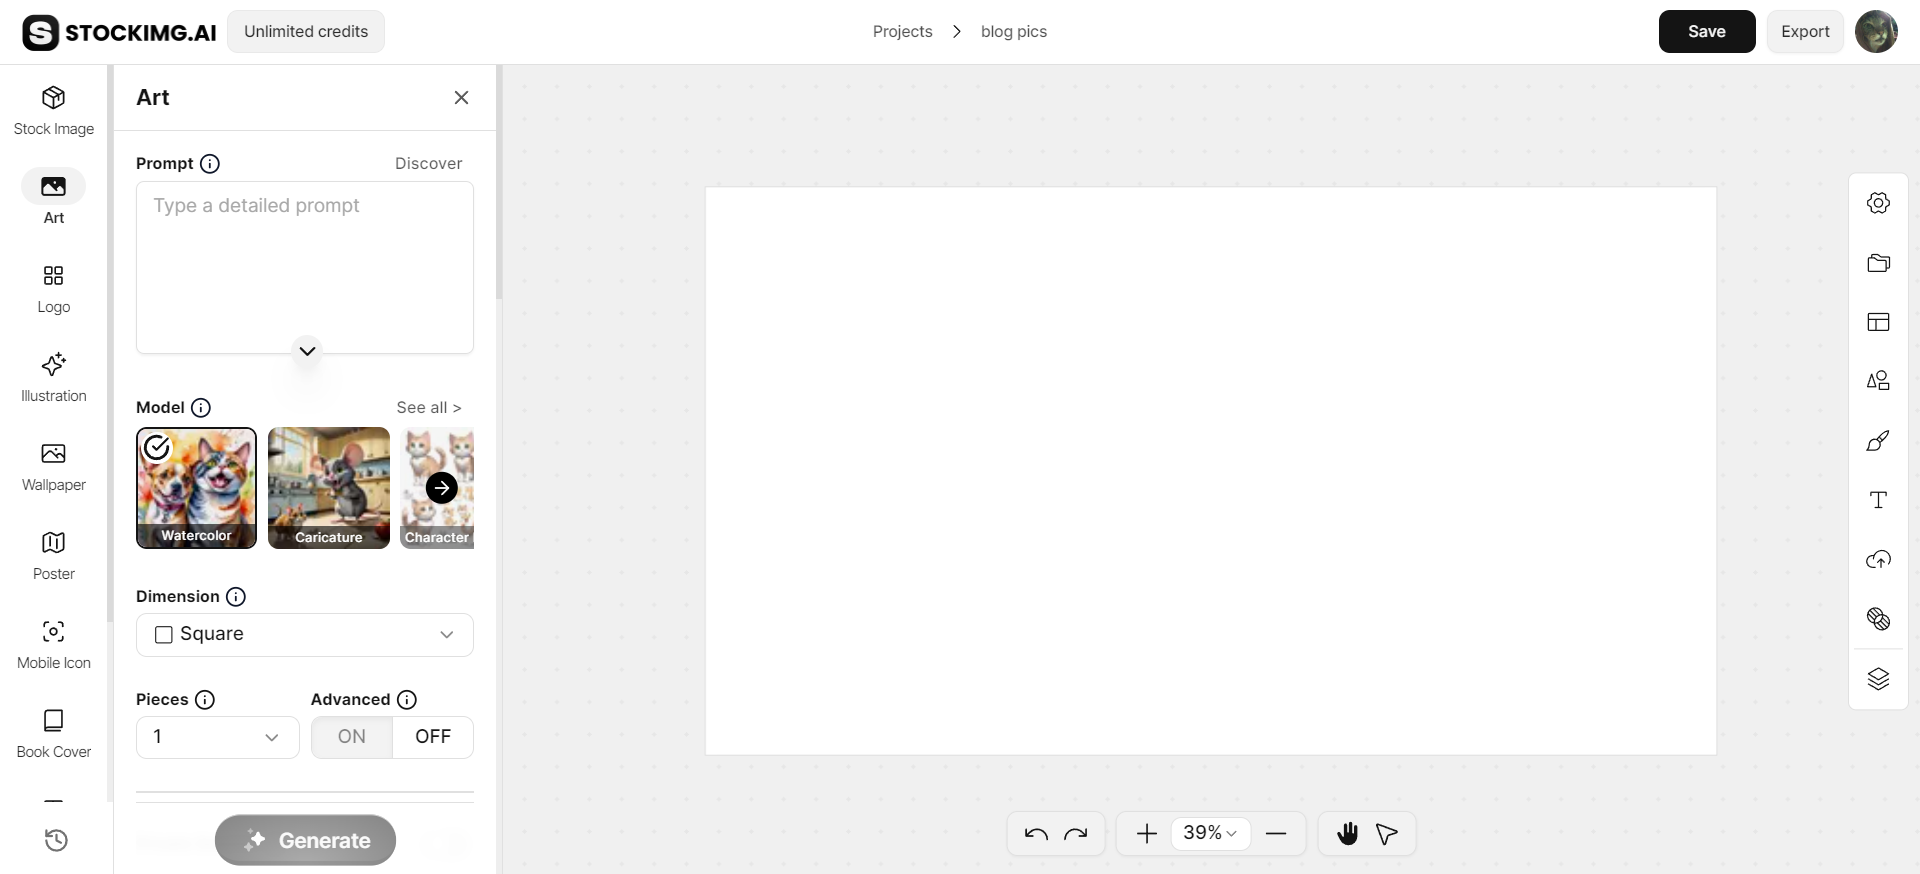 STOCKIMG.AI
Unlimited credits
Projects
blog pics
Save
Export
Stock Image
Art
Logo
Illustration
Wallpaper
Poster
Mobile Icon
Book Cover
Art
Prompt
Discover
Type a detailed prompt
Model
See all >
Watercolor
Caricature
Character
Dimension
Square
Pieces
Advanced
1
ON
OFF
Generate
39%